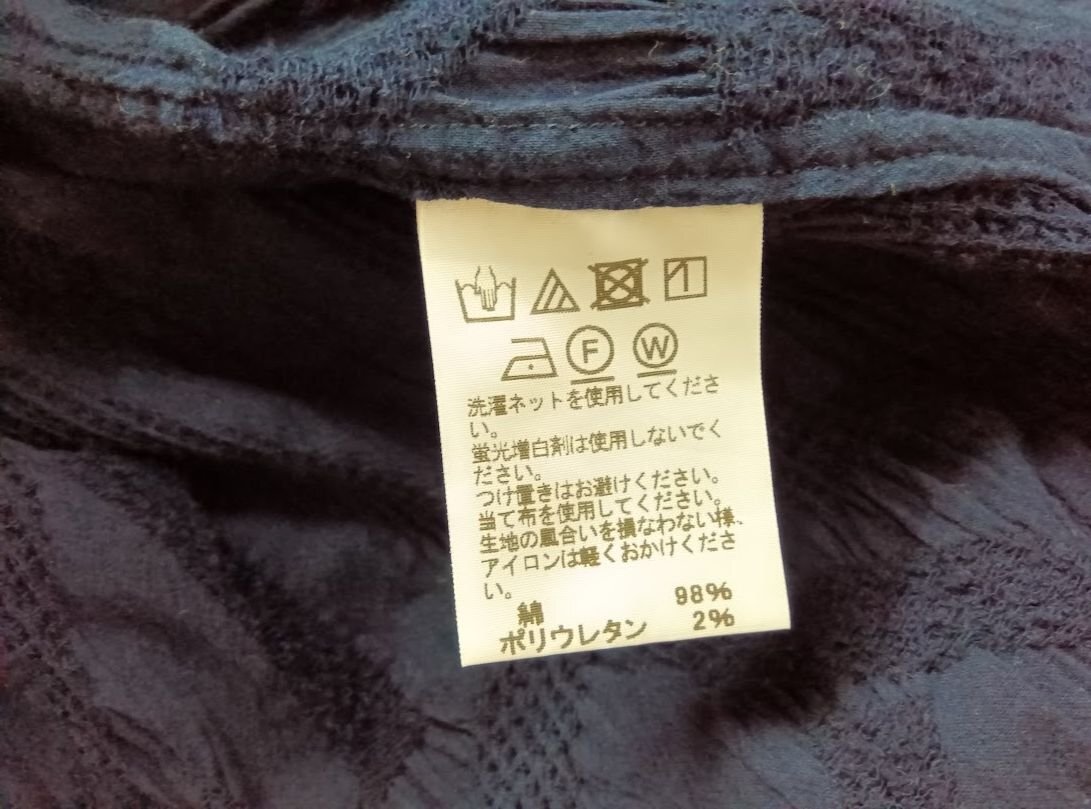 F W
洗濯ネットを使用してくださ
い。
蛍光増白剤は使用しないでく
ださい。
つけ置きはお避けください。
当て布を使用してください。
生地の風合いを損なわない様、
アイロンは軽くおかけくださ
い。
綿 98%
ポリウレタン 2%